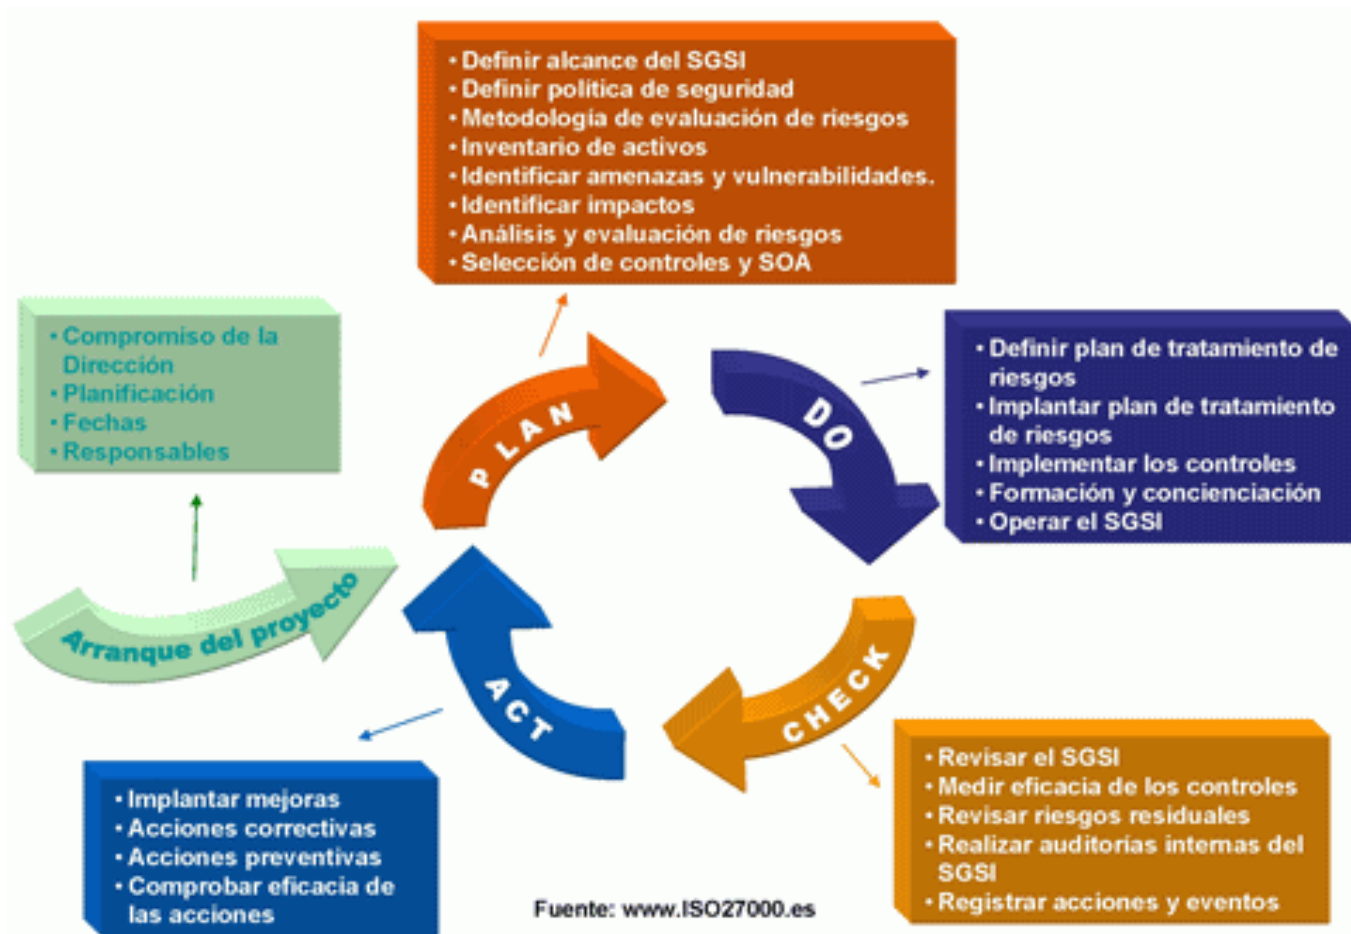 • Definir alcance del SGSI
• Definir política de seguridad
• Metodología de evaluación de riesgos
• Inventario de activos
• Identificar amenazas y vulnerabilidades.
• Identificar impactos
• Análisis y evaluación de riesgos
• Selección de controles y SOA
• Compromiso de la
Dirección
• Planificación
• Fechas
• Responsables
Arranque del proyecto
PLAN
DO
• Definir plan de tratamiento de
riesgos
• Implantar plan de tratamiento
de riesgos
• Implementar los controles
• Formación y concienciación
• Operar el SGSI
CHECK
• Revisar el SGSI
• Medir eficacia de los controles
• Revisar riesgos residuales
• Realizar auditorías internas del
SGSI
• Registrar acciones y eventos
ACT
• Implantar mejoras
• Acciones correctivas
• Acciones preventivas
• Comprobar eficacia de
las acciones
Fuente: www.ISO27000.es